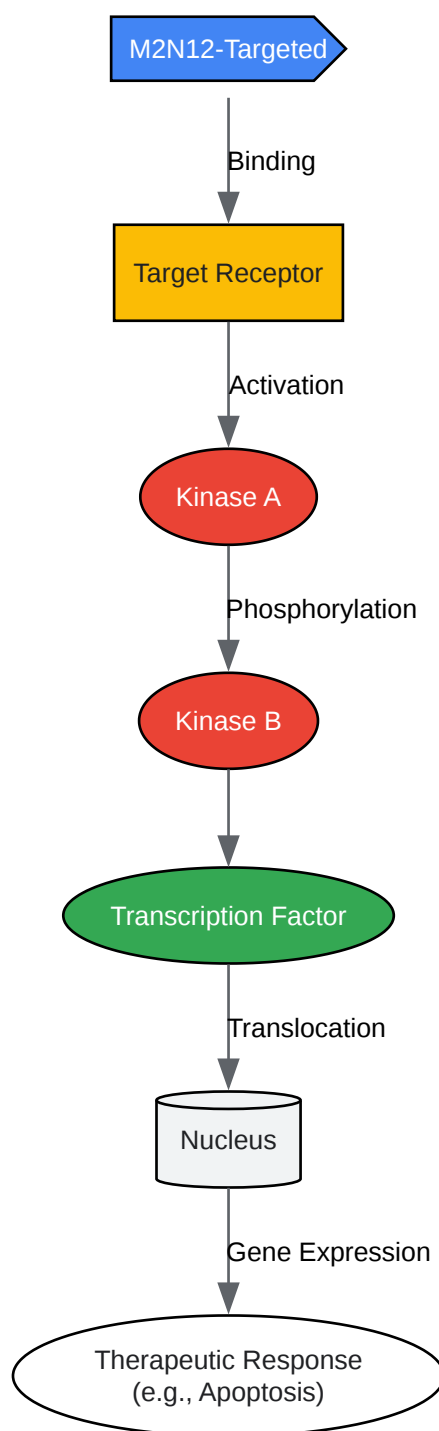 M2N12-Targeted
Binding
Target Receptor
Activation
Kinase A
Phosphorylation
Kinase B
Transcription Factor
Translocation
Nucleus
Gene Expression
Therapeutic Response
(e.g., Apoptosis)